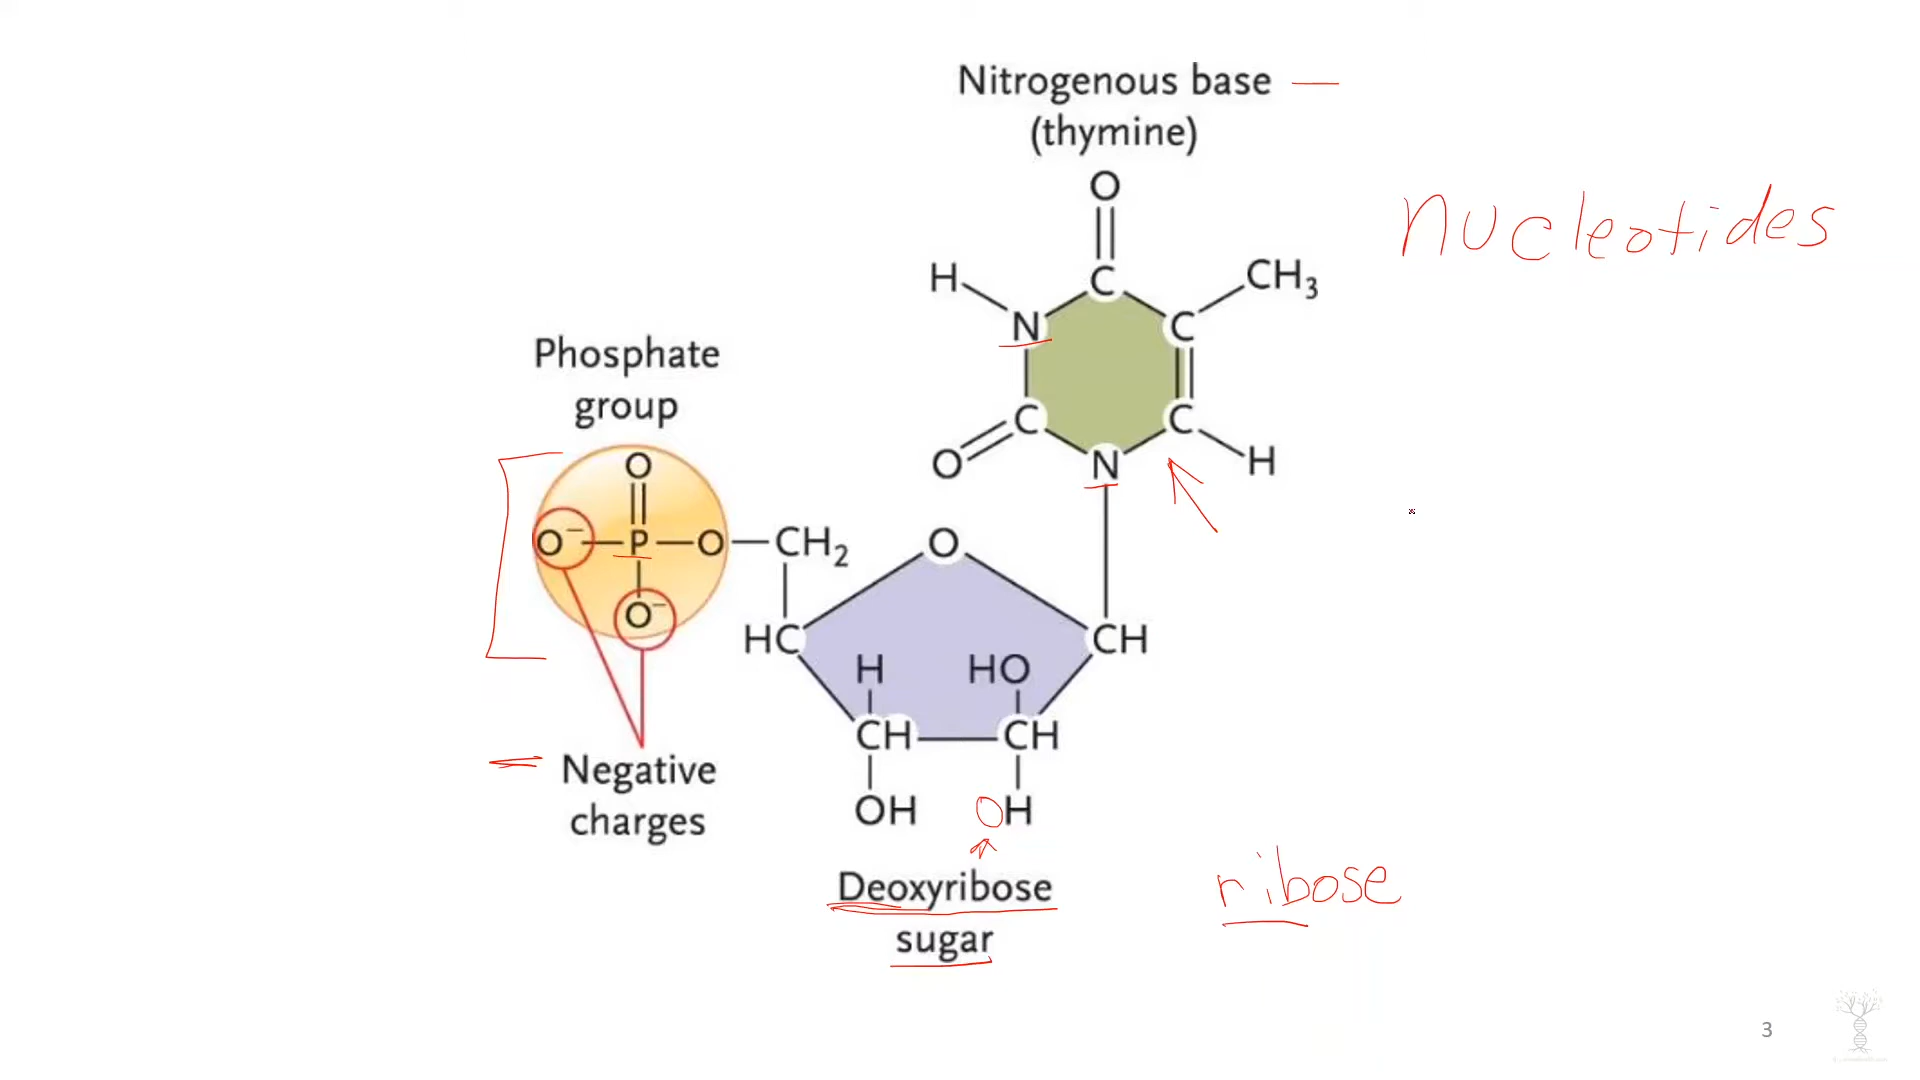 Nitrogenous base
(thymine)
nucleotides
O
H
C
CH₃
N
C
Phosphate
group
C
C
O
N
H
O
O⁻
P
O
CH₂
O
O⁻
HC
CH
H
HO
CH
CH
Negative
charges
OH
OH
Deoxyribose
ribose
sugar
3